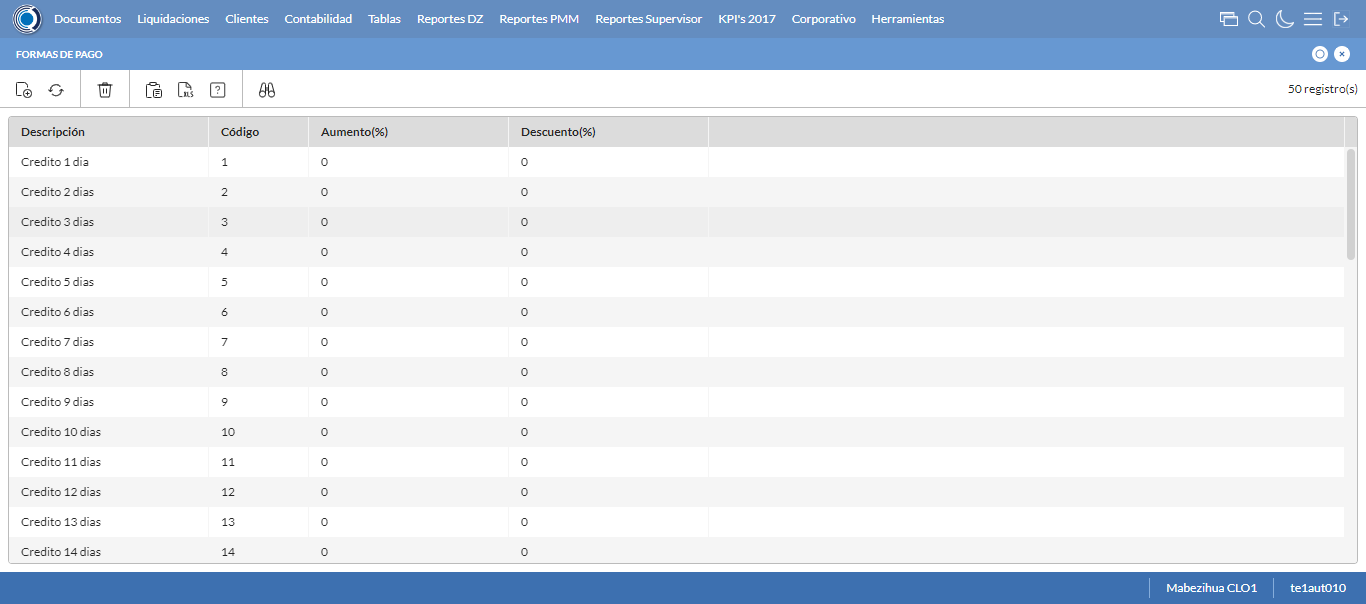 Documentos Liquidaciones Clientes Contabilidad Tablas Reportes DZ Reportes PMM Reportes Supervisor KPI's 2017 Corporativo Herramientas
FORMAS DE PAGO
XLS ? 50 registro(s)
Descripción Código Aumento(%) Descuento(%)
Credito 1 dia 1 0 0
Credito 2 dias 2 0 0
Credito 3 dias 3 0 0
Credito 4 dias 4 0 0
Credito 5 dias 5 0 0
Credito 6 dias 6 0 0
Credito 7 dias 7 0 0
Credito 8 dias 8 0 0
Credito 9 dias 9 0 0
Credito 10 dias 10 0 0
Credito 11 dias 11 0 0
Credito 12 dias 12 0 0
Credito 13 dias 13 0 0
Credito 14 dias 14 0 0
Mabezihua CLO1 te1aut010